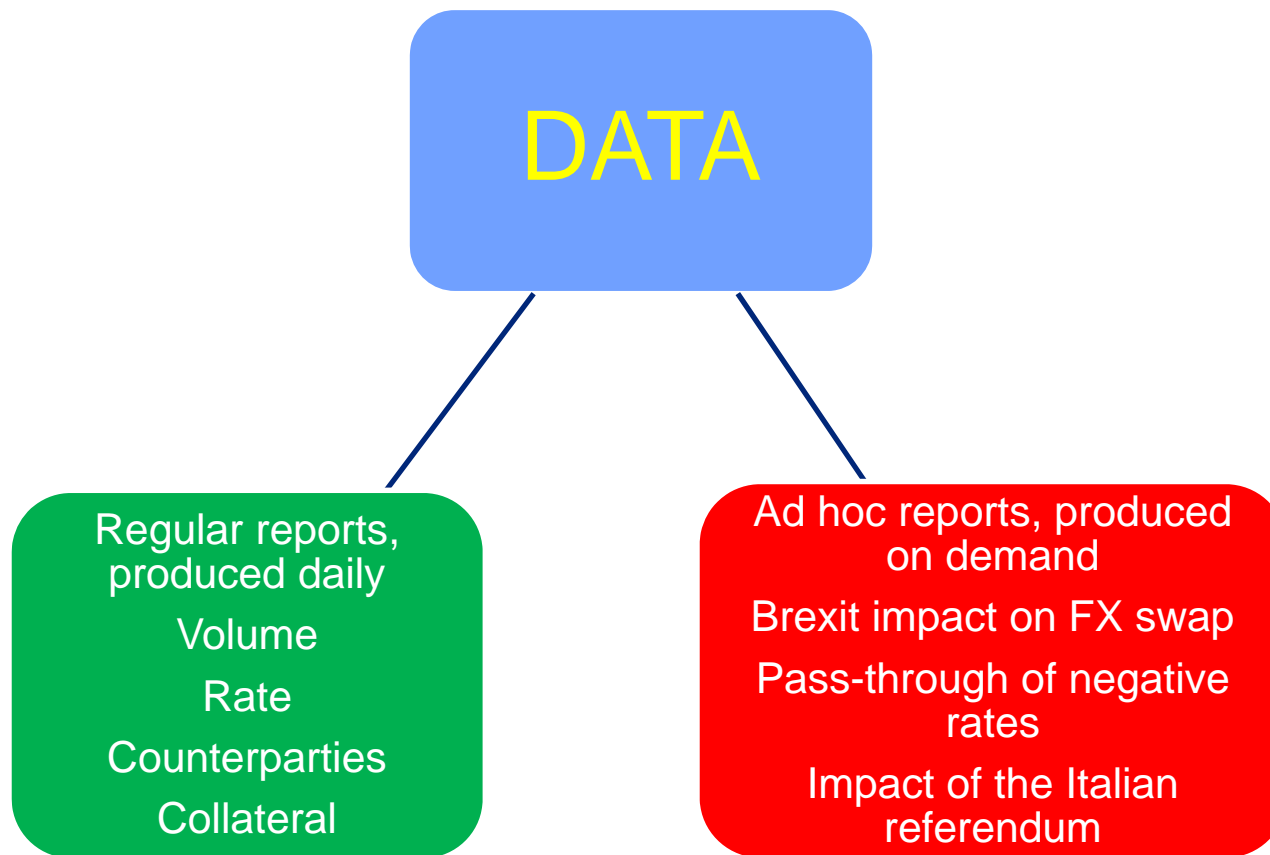 DATA
Regular reports,
produced daily
Volume
Rate
Counterparties
Collateral
Ad hoc reports, produced
on demand
Brexit impact on FX swap
Pass-through of negative
rates
Impact of the Italian
referendum